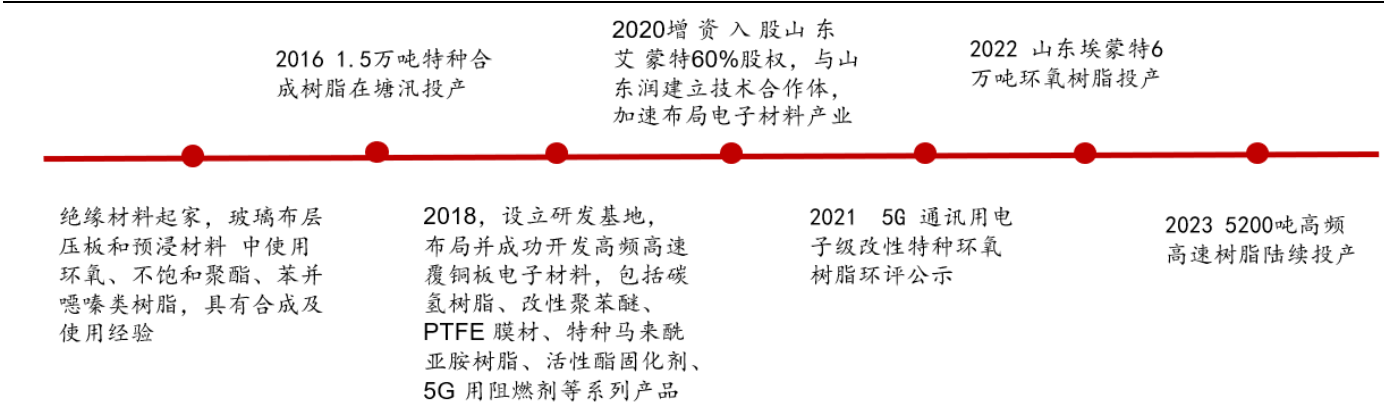 绝缘材料起家，玻璃布层
压板和预浸材料 中使用
环氧、不饱和聚酯、苯并
噁嗪类树脂，具有合成及
使用经验
2016 1.5万吨特种合
成树脂在塘汛投产
2018，设立研发基地，
布局并成功开发高频高速
覆铜板电子材料，包括碳
氢树脂、改性聚苯醚、
PTFE 膜材、特种马来酰
亚胺树脂、活性酯固化剂、
5G 用阻燃剂等系列产品
2020增 资 入 股山 东
艾 蒙特60%股权，与山
东润建立技术合作体，
加速布局电子材料产业
2021 5G 通讯用电
子级改性特种环氧
树脂环评公示
2022 山东埃蒙特6
万吨环氧树脂投产
2023 5200吨高频
高速树脂陆续投产